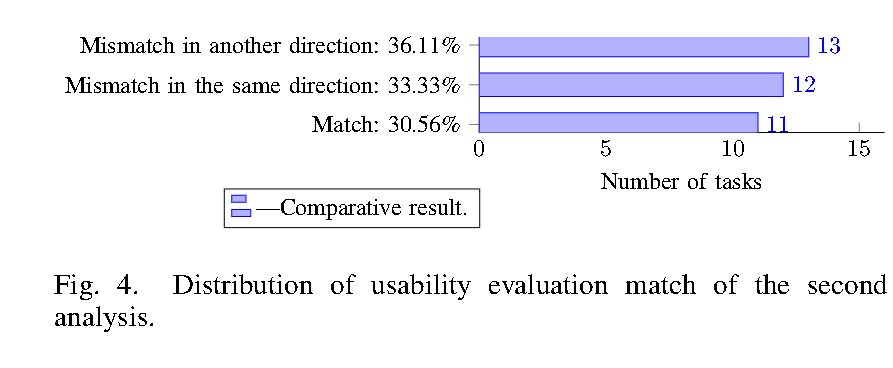 Mismatch in another direction: 36.11% 13
Mismatch in the same direction: 33.33% 12
Match: 30.56% 11
0 5 10 15
Number of tasks
—Comparative result.
Fig. 4. Distribution of usability evaluation match of the second
analysis.